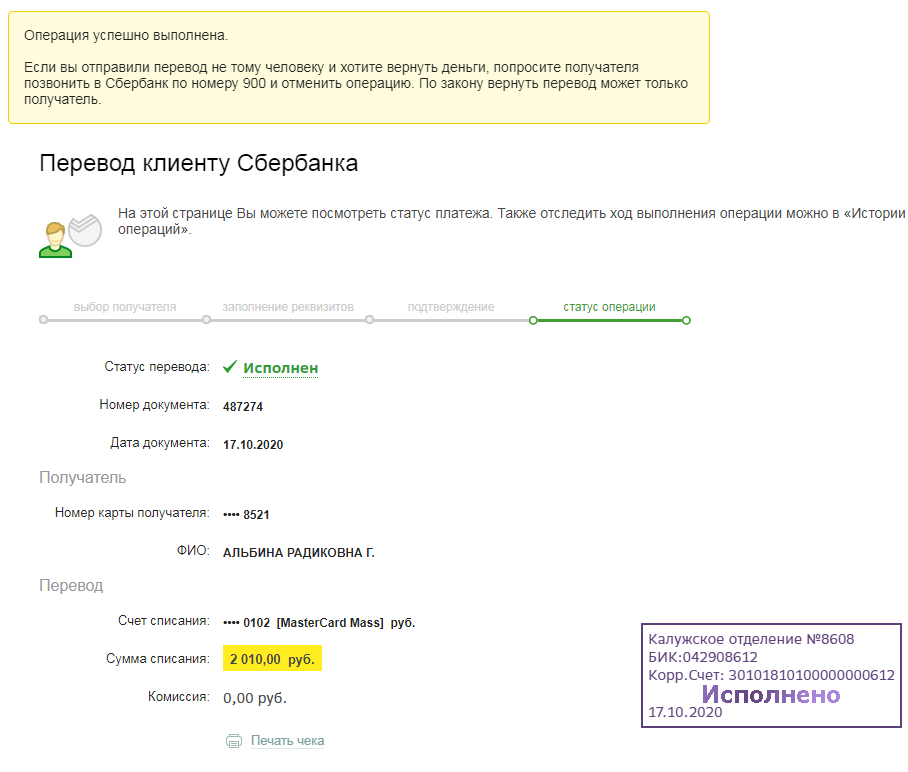 Операция успешно выполнена.
Если вы отправили перевод не тому человеку и хотите вернуть деньги, попросите получателя
позвонить в Сбербанк по номеру 900 и отменить операцию. По закону вернуть перевод может только
получатель.
Перевод клиенту Сбербанка
На этой странице Вы можете посмотреть статус платежа. Также отследить ход выполнения операции можно в «Истории
операций».
выбор получателя заполнение реквизитов подтверждение статус операции
Статус перевода: Исполнен
Номер документа: 487274
Дата документа: 17.10.2020
Получатель
Номер карты получателя: •••• 8521
ФИО: АЛЬБИНА РАДИКОВНА Г.
Перевод
Счет списания: •••• 0102 [MasterCard Mass] руб.
Сумма списания: 2 010,00 руб.
Комиссия: 0,00 руб.
Печать чека
Калужское отделение №8608
БИК:042908612
Корр.Счет: 30101810100000000612
Исполнено
17.10.2020